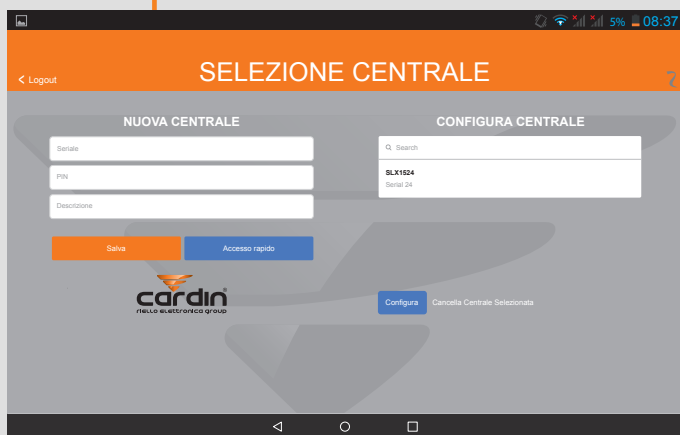 5% 08:37
< Logout
SELEZIONE CENTRALE
NUOVA CENTRALE
Seriale
PIN
Descrizione
Salva
Accesso rapido
cardin
riello elettronica group
CONFIGURA CENTRALE
Search
SLX1524
Serial 24
Configura
Cancella Centrale Selezionata